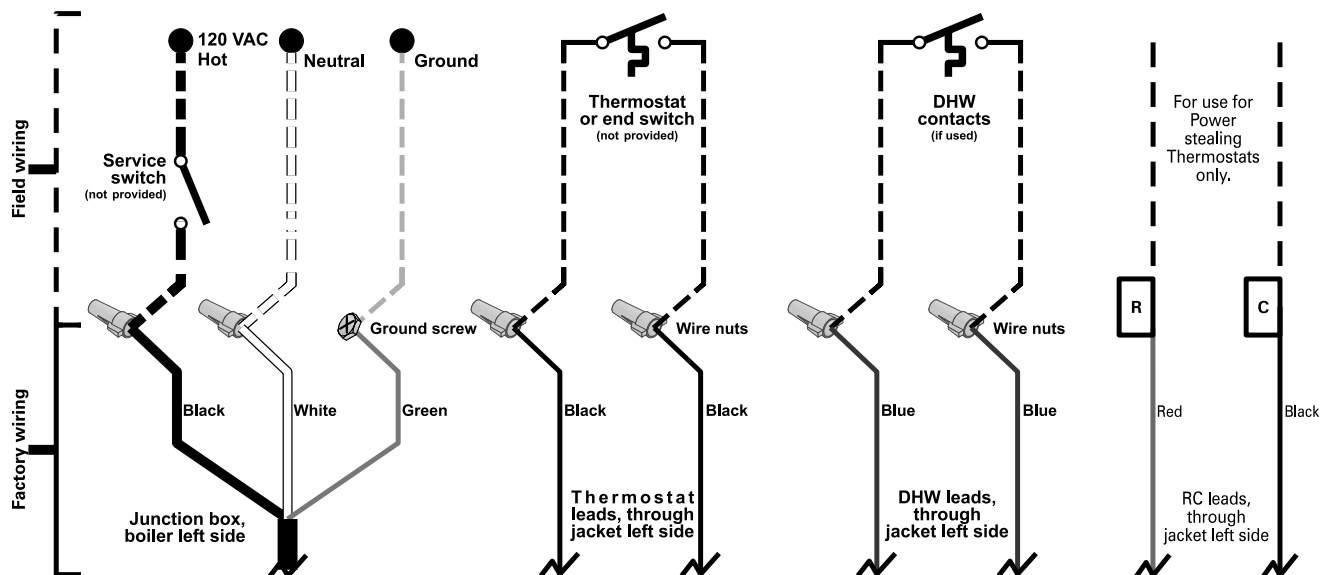 120 VAC
Hot
Neutral
Ground
Service
switch
(not provided)
Thermostat
or end switch
(not provided)
DHW
contacts
(if used)
For use for
Power
stealing
Thermostats
only.
Field wiring
Ground screw
Wire nuts
Wire nuts
R
C
Factory wiring
Black
White
Green
Black
Black
Blue
Blue
Red
Black
Junction box,
boiler left side
Thermostat
leads, through
jacket left side
DHW leads,
through
jacket left side
RC leads,
through
jacket left side